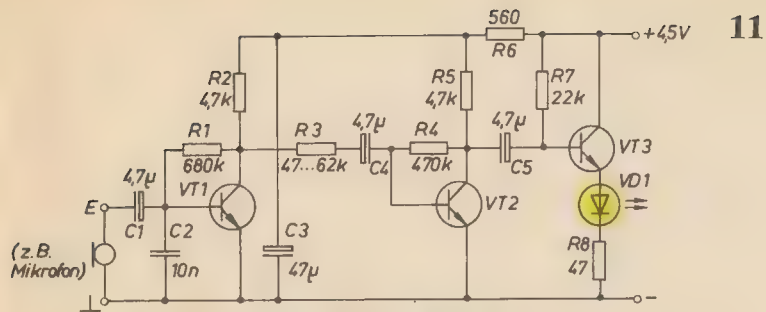 11
560
R6
+4,5V
R2
4,7k
R5
4,7k
R7
22k
R1
680k
R3
47...62k
4,7µ
C4
R4
470k
4,7µ
C5
VT3
VD1
4,7µ
C1
VT1
VT2
E
(z.B.
Mikrofon)
C2
10n
C3
47µ
R8
47
–